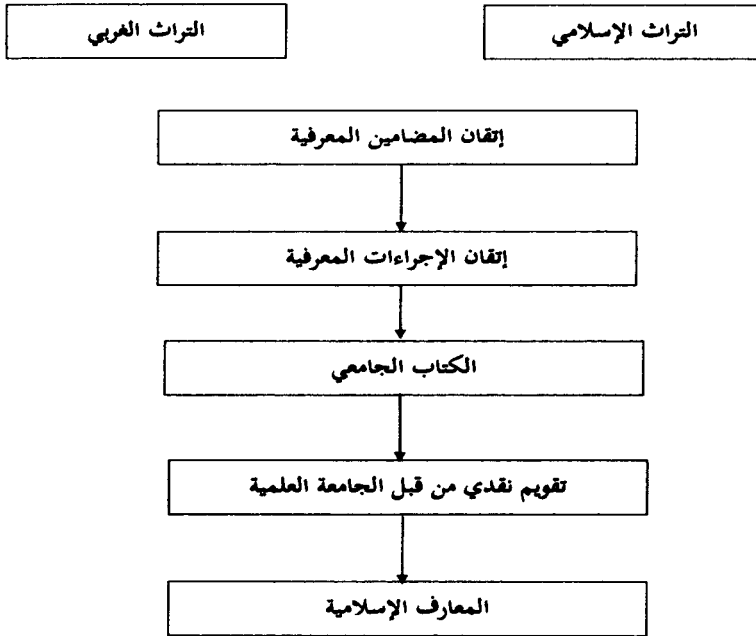 التراث الإسلامي
التراث الغربي
إتقان المضامين المعرفية
إتقان الإجراءات المعرفية
الكتاب الجامعي
تقويم نقدي من قبل الجامعة العلمية
المعارف الإسلامية